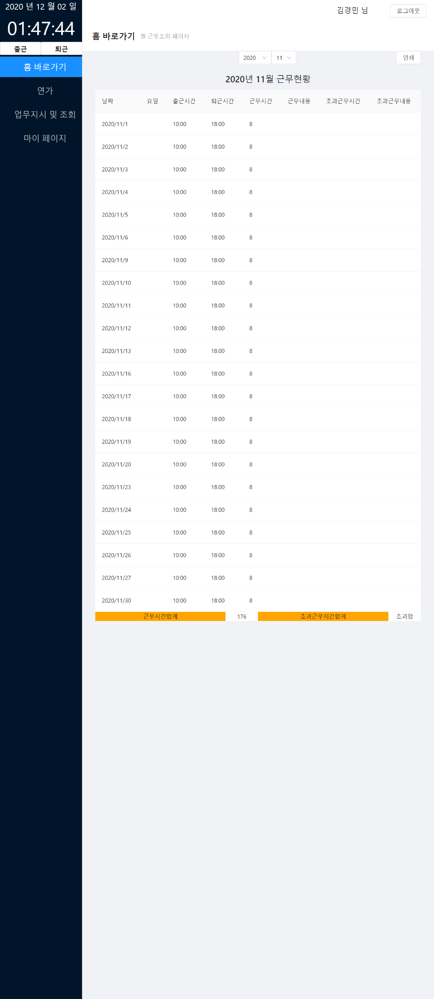 2020 년 12 월 02 일
01:47:44
출근 퇴근
홈 바로가기
연가
업무지시 및 조회
마이 페이지
김경민 님 로그아웃
홈 바로가기 월 근무조회 페이지
2020 11 인쇄
2020년 11월 근무현황
날짜 요일 출근시간 퇴근시간 근무시간 근무내용 초과근무시간 초과근무내용
2020/11/1 10:00 18:00 8
2020/11/2 10:00 18:00 8
2020/11/3 10:00 18:00 8
2020/11/4 10:00 18:00 8
2020/11/5 10:00 18:00 8
2020/11/6 10:00 18:00 8
2020/11/9 10:00 18:00 8
2020/11/10 10:00 18:00 8
2020/11/11 10:00 18:00 8
2020/11/12 10:00 18:00 8
2020/11/13 10:00 18:00 8
2020/11/16 10:00 18:00 8
2020/11/17 10:00 18:00 8
2020/11/18 10:00 18:00 8
2020/11/19 10:00 18:00 8
2020/11/20 10:00 18:00 8
2020/11/23 10:00 18:00 8
2020/11/24 10:00 18:00 8
2020/11/25 10:00 18:00 8
2020/11/26 10:00 18:00 8
2020/11/27 10:00 18:00 8
2020/11/30 10:00 18:00 8
근무시간합계 176 초과근무시간합계 초과합